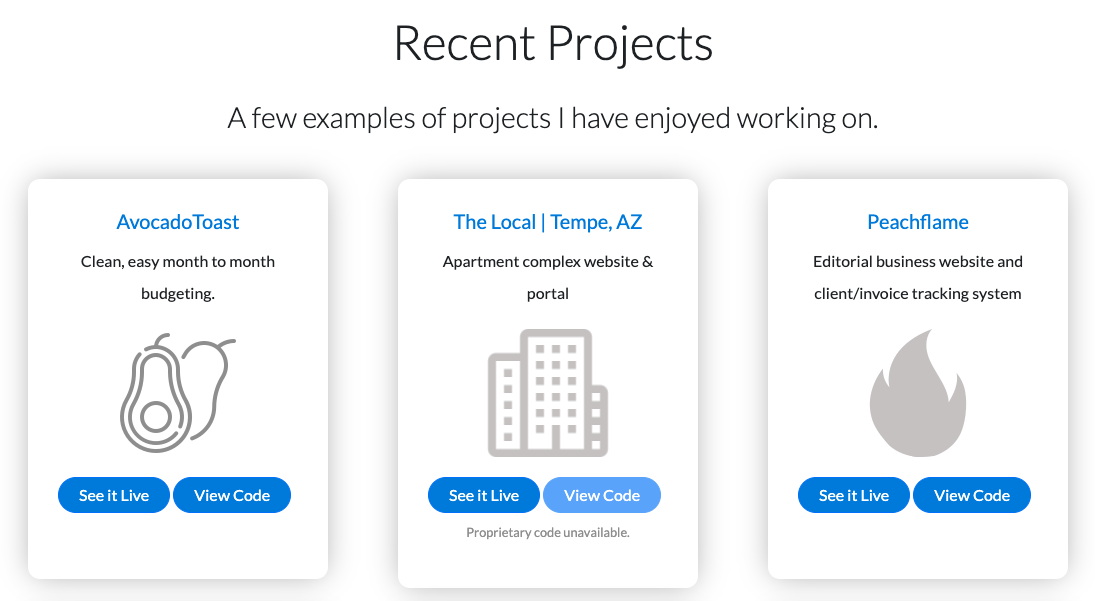 Recent Projects
A few examples of projects I have enjoyed working on.
AvocadoToast
Clean, easy month to month
budgeting.
See it Live View Code
The Local | Tempe, AZ
Apartment complex website &
portal
See it Live View Code
Proprietary code unavailable.
Peachflame
Editorial business website and
client/invoice tracking system
See it Live View Code